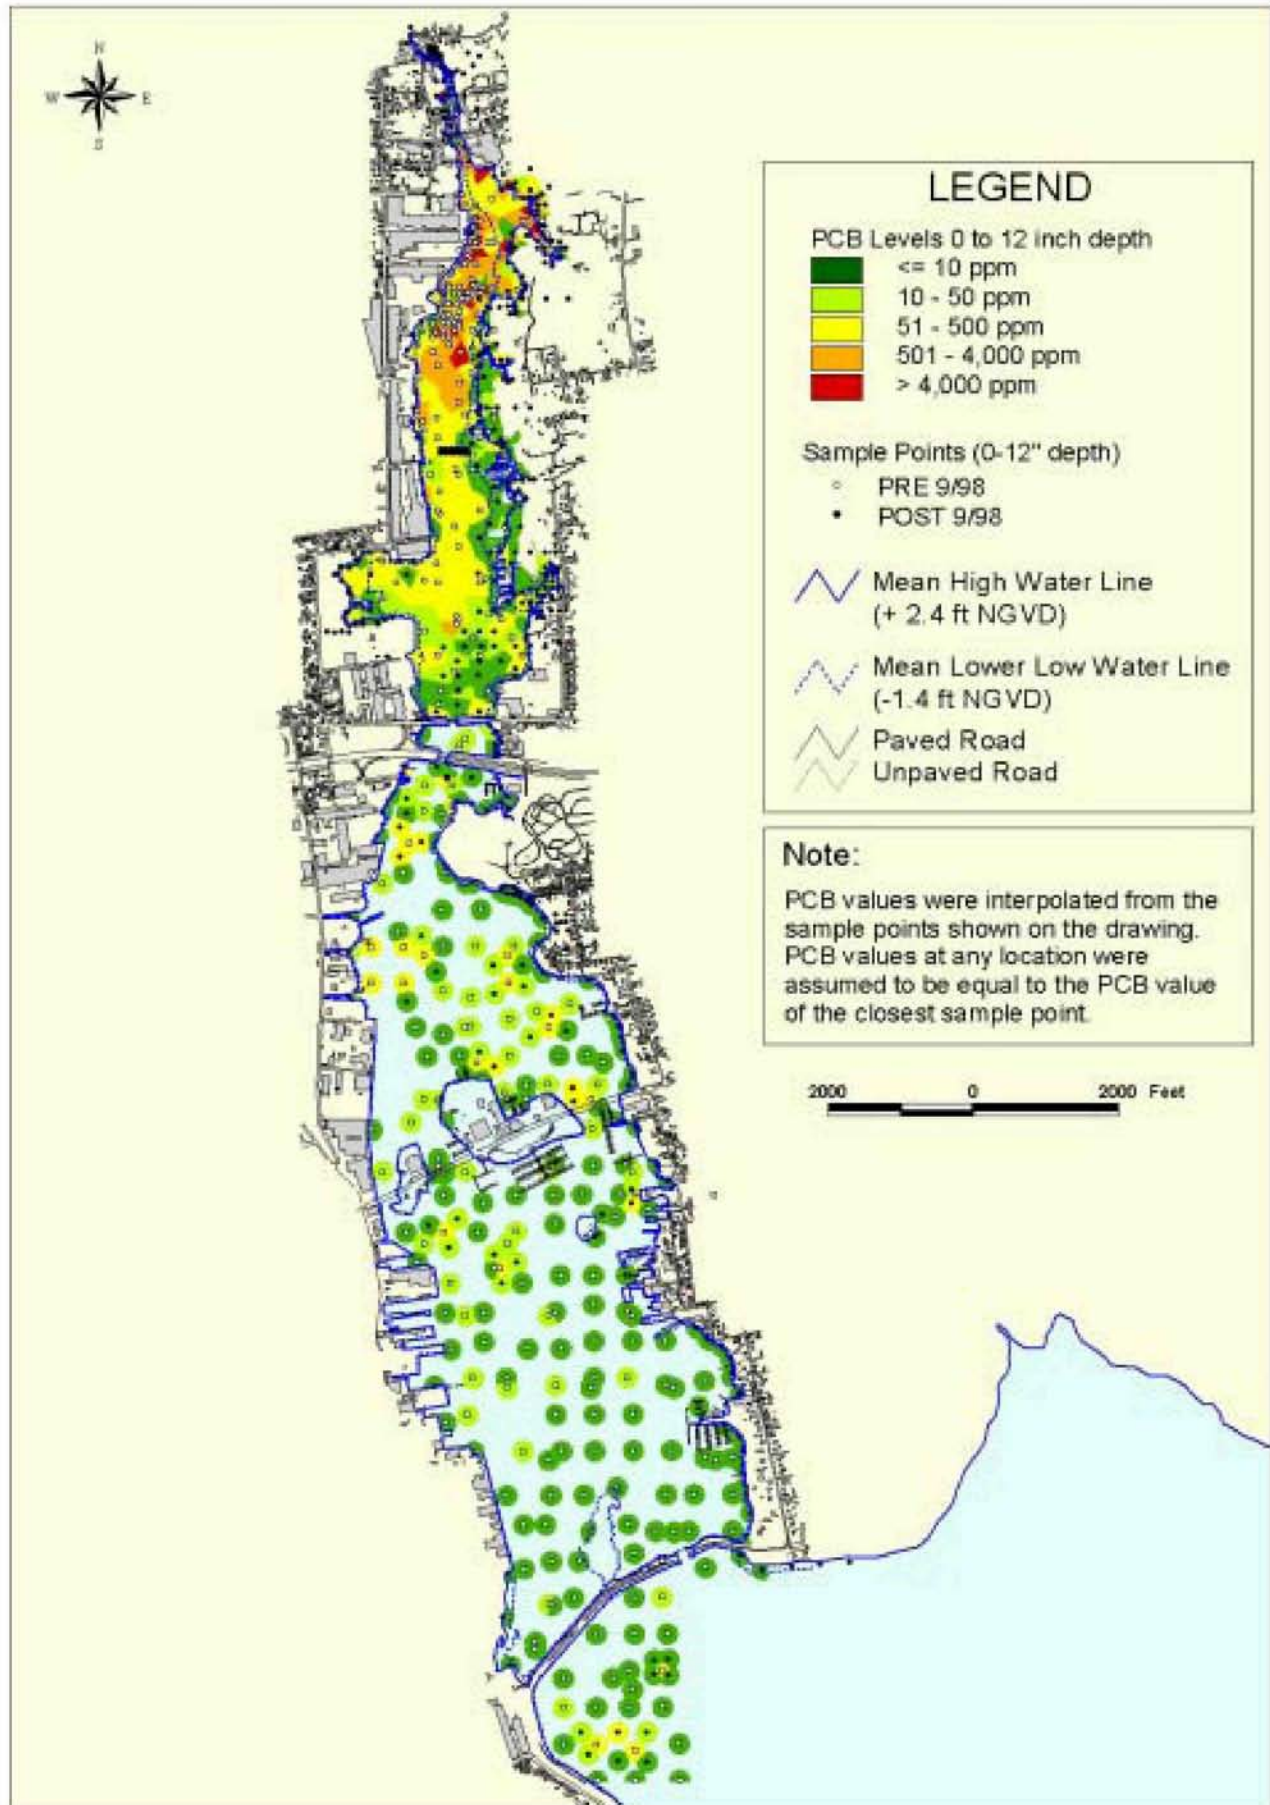 N
W E
S
LEGEND
PCB Levels 0 to 12 inch depth
<= 10 ppm
10 - 50 ppm
51 - 500 ppm
501 - 4,000 ppm
> 4,000 ppm
Sample Points (0-12" depth)
PRE 9/98
POST 9/98
Mean High Water Line
(+ 2.4 ft NGVD)
Mean Lower Low Water Line
(-1.4 ft NGVD)
Paved Road
Unpaved Road
Note:
PCB values were interpolated from the
sample points shown on the drawing.
PCB values at any location were
assumed to be equal to the PCB value
of the closest sample point.
2000 0 2000 Feet